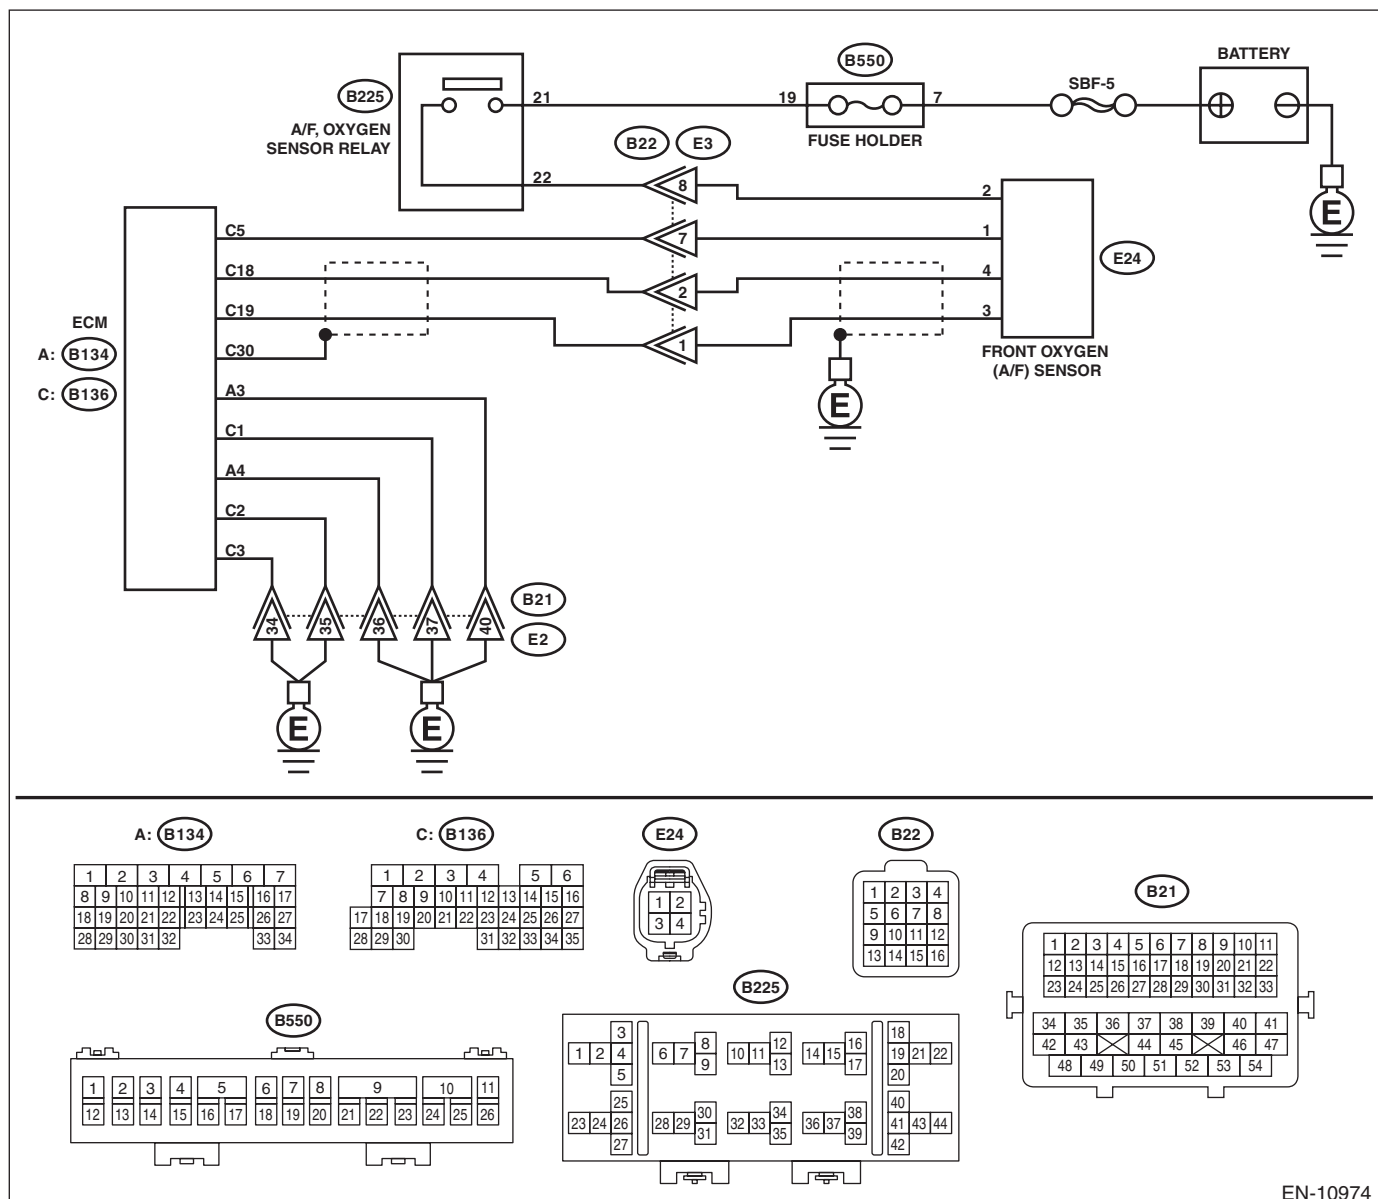 B550
BATTERY
SBF-5
B225
21
19
7
A/F, OXYGEN
SENSOR RELAY
FUSE HOLDER
B22 E3
22
8
2
E
C5
7
1
E24
C18
2
4
C19
1
3
ECM
A: B134
C: B136
C30
FRONT OXYGEN
(A/F) SENSOR
A3
E
C1
A4
C2
C3
B21
34 35 36 37 40
E2
E E
A: B134
1 2 3 4 5 6 7
8 9 10 11 12 13 14 15 16 17
18 19 20 21 22 23 24 25 26 27
28 29 30 31 32 33 34
C: B136
1 2 3 4 5 6
7 8 9 10 11 12 13 14 15 16
17 18 19 20 21 22 23 24 25 26 27
28 29 30 31 32 33 34 35
E24
1 2
3 4
B22
1 2 3 4
5 6 7 8
9 10 11 12
13 14 15 16
B21
1 2 3 4 5 6 7 8 9 10 11
12 13 14 15 16 17 18 19 20 21 22
23 24 25 26 27 28 29 30 31 32 33
34 35 36 37 38 39 40 41
42 43 44 45 46 47
48 49 50 51 52 53 54
B550
1 2 3 4 5 6 7 8 9 10 11
12 13 14 15 16 17 18 19 20 21 22 23 24 25 26
B225
3 8 12 16 18
1 2 4 6 7 10 11 14 15 19 21 22
5 9 13 17 20
25 30 34 38 40
23 24 26 28 29 32 33 36 37 41 43 44
27 31 35 39 42
EN-10974